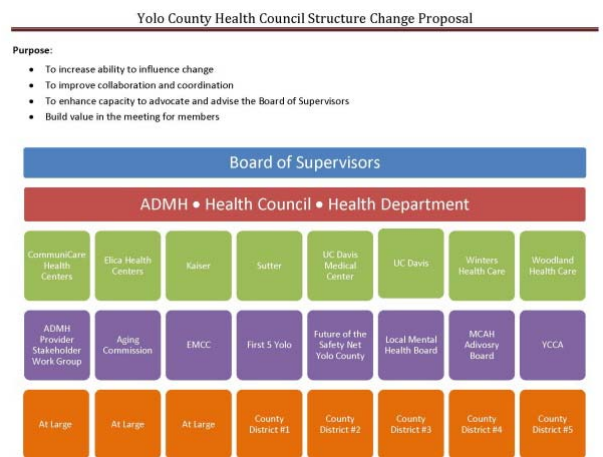 Yolo County Health Council Structure Change Proposal
Purpose:
• To increase ability to influence change
• To improve collaboration and coordination
• To enhance capacity to advocate and advise the Board of Supervisors
• Build value in the meeting for members
Board of Supervisors
ADMH • Health Council • Health Department
CommuniCare
Health
Centers
Elica Health
Centers
Kaiser
Sutter
UC Davis
Medical
Center
UC Davis
Winters
Health Care
Woodland
Health Care
ADMH
Provider
Stakeholder
Work Group
Aging
Commission
EMCC
First 5 Yolo
Future of the
Safety Net
Yolo County
Local Mental
Health Board
MCAH
Adivosry
Board
YCCA
At Large
At Large
At Large
County
District #1
County
District #2
County
District #3
County
District #4
County
District #5